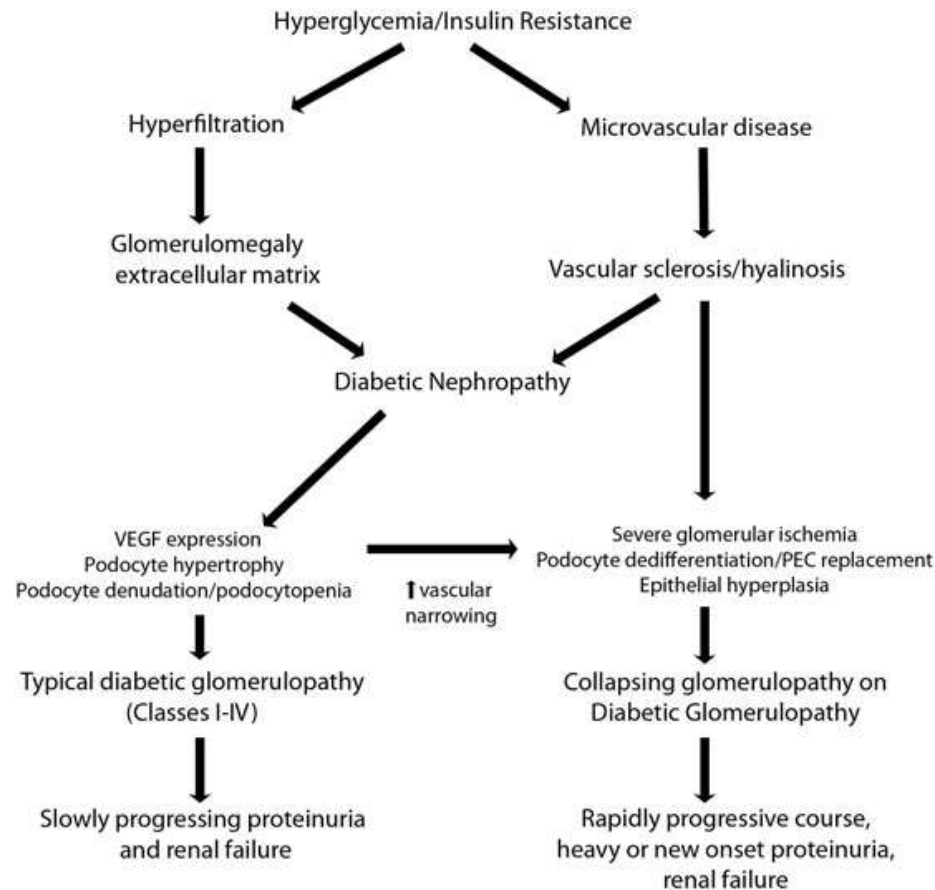 Hyperglycemia/Insulin Resistance
Hyperfiltration
Microvascular disease
Glomerulomegaly
extracellular matrix
Vascular sclerosis/hyalinosis
Diabetic Nephropathy
VEGF expression
Podocyte hypertrophy
Podocyte denudation/podocytopenia
⬆ vascular
narrowing
Severe glomerular ischemia
Podocyte dedifferentiation/PEC replacement
Epithelial hyperplasia
Typical diabetic glomerulopathy
(Classes I-IV)
Collapsing glomerulopathy on
Diabetic Glomerulopathy
Slowly progressing proteinuria
and renal failure
Rapidly progressive course,
heavy or new onset proteinuria,
renal failure